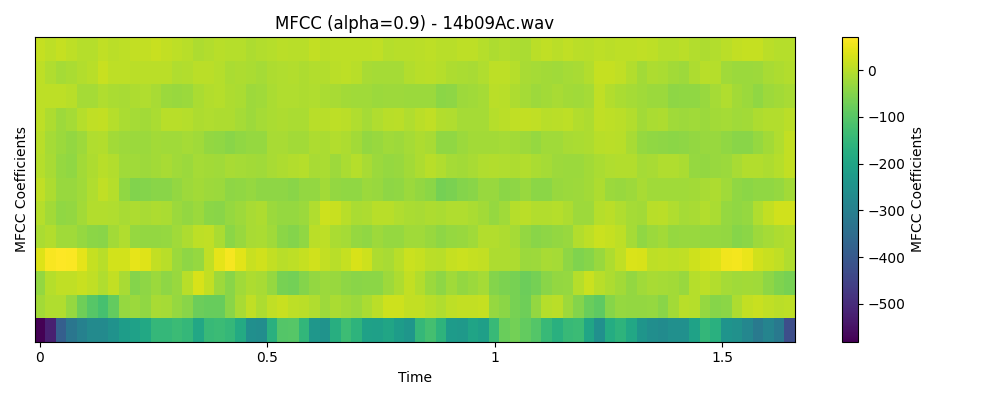 MFCC (alpha=0.9) - 14b09Ac.wav
MFCC Coefficients
0
0.5
1
1.5
Time
0
−100
−200
−300
−400
−500
MFCC Coefficients